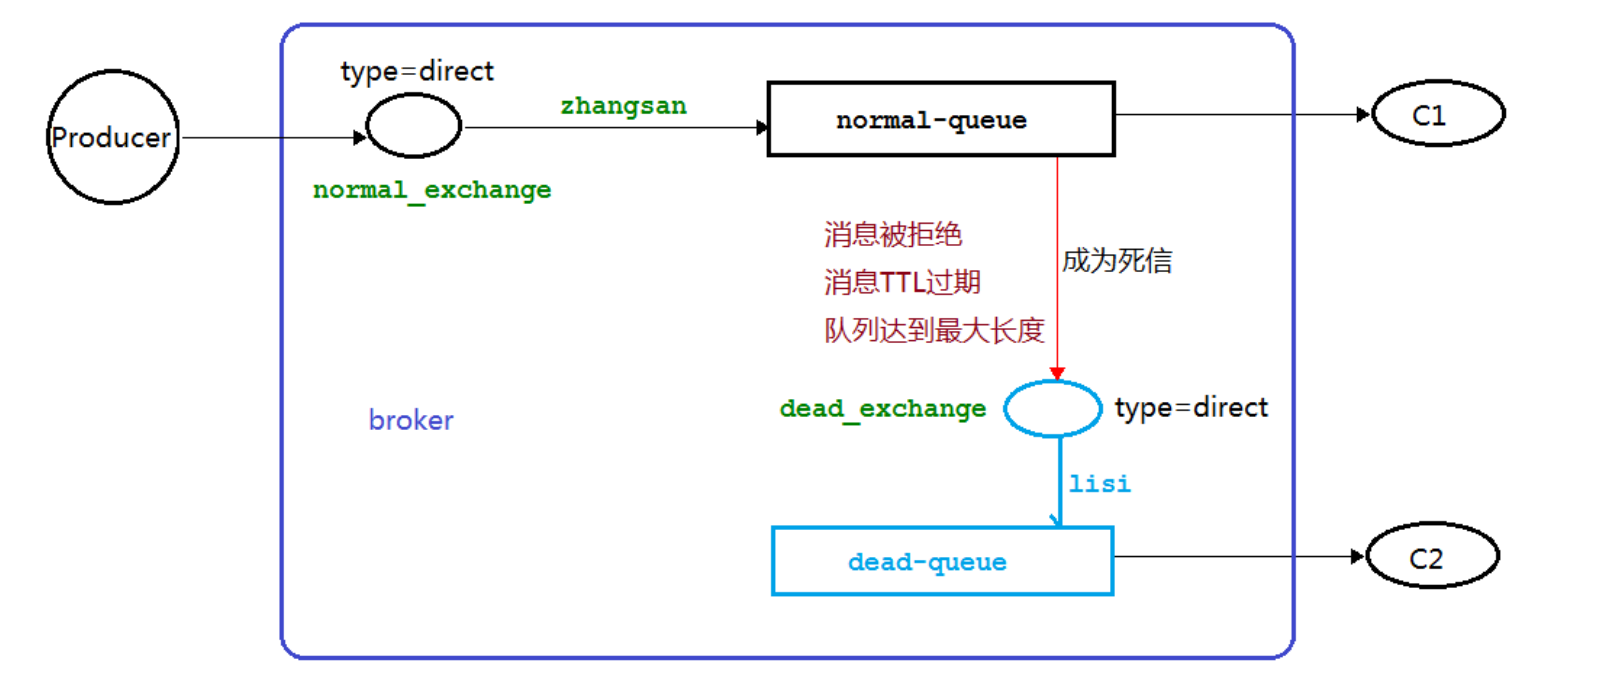 type=direct
zhangsan
normal-queue
C1
Producer
normal_exchange
消息被拒绝
消息TTL过期
队列达到最大长度
成为死信
dead_exchange
type=direct
broker
lisi
dead-queue
C2